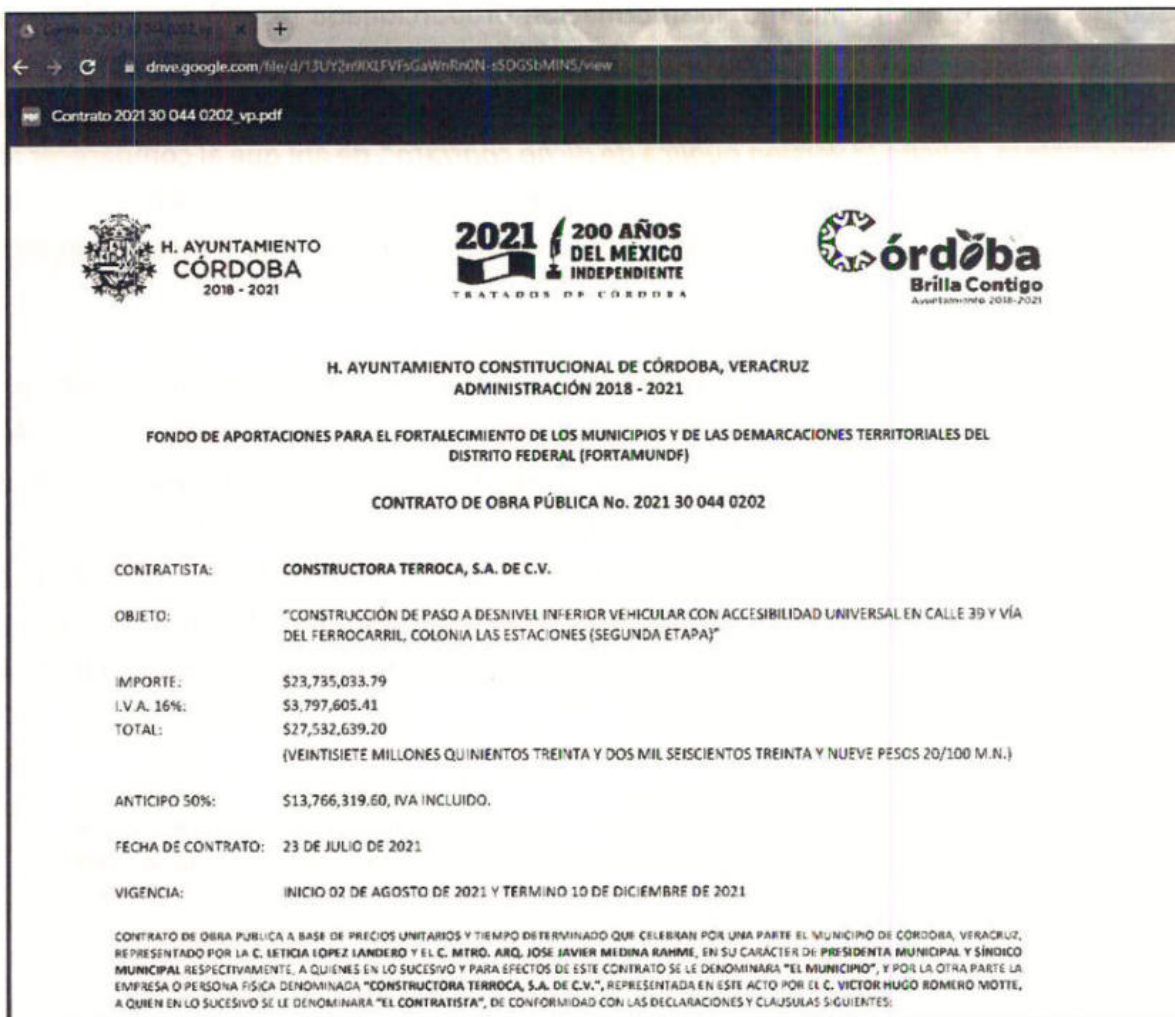 drive.google.com/file/d/
Contrato 2021 30 044 0202_vp.pdf
H. AYUNTAMIENTO
CÓRDOBA
2018 - 2021
2021
200 AÑOS
DEL MÉXICO
INDEPENDIENTE
TRATADOS DE CÓRDOBA
Córdoba
Brilla Contigo
Ayuntamiento 2018-2021
H. AYUNTAMIENTO CONSTITUCIONAL DE CÓRDOBA, VERACRUZ
ADMINISTRACIÓN 2018 - 2021
FONDO DE APORTACIONES PARA EL FORTALECIMIENTO DE LOS MUNICIPIOS Y DE LAS DEMARCACIONES TERRITORIALES DEL
DISTRITO FEDERAL (FORTAMUNDF)
CONTRATO DE OBRA PÚBLICA No. 2021 30 044 0202
CONTRATISTA: CONSTRUCTORA TERROCA, S.A. DE C.V.
OBJETO: "CONSTRUCCIÓN DE PASO A DESNIVEL INFERIOR VEHICULAR CON ACCESIBILIDAD UNIVERSAL EN CALLE 39 Y VÍA
DEL FERROCARRIL, COLONIA LAS ESTACIONES (SEGUNDA ETAPA)"
IMPORTE: $23,735,033.79
I.V.A. 16%: $3,797,605.41
TOTAL: $27,532,639.20
(VEINTISIETE MILLONES QUINIENTOS TREINTA Y DOS MIL SEISCIENTOS TREINTA Y NUEVE PESOS 20/100 M.N.)
ANTICIPO 50%: $13,766,319.60, IVA INCLUIDO.
FECHA DE CONTRATO: 23 DE JULIO DE 2021
VIGENCIA: INICIO 02 DE AGOSTO DE 2021 Y TERMINO 10 DE DICIEMBRE DE 2021
CONTRATO DE OBRA PUBLICA A BASE DE PRECIOS UNITARIOS Y TIEMPO DETERMINADO QUE CELEBRAN POR UNA PARTE EL MUNICIPIO DE CÓRDOBA, VERACRUZ,
REPRESENTADO POR LA C. LETICIA LOPEZ LANDERO Y EL C. MTRO. ARQ. JOSE JAVIER MEDINA RAHME, EN SU CARÁCTER DE PRESIDENTA MUNICIPAL Y SÍNDICO
MUNICIPAL RESPECTIVAMENTE, A QUIENES EN LO SUCESIVO Y PARA EFECTOS DE ESTE CONTRATO SE LE DENOMINARA "EL MUNICIPIO", Y POR LA OTRA PARTE LA
EMPRESA O PERSONA FISICA DENOMINADA "CONSTRUCTORA TERROCA, S.A. DE C.V.", REPRESENTADA EN ESTE ACTO POR EL C. VICTOR HUGO ROMERO MOTTE,
A QUIEN EN LO SUCESIVO SE LE DENOMINARA "EL CONTRATISTA", DE CONFORMIDAD CON LAS DECLARACIONES Y CLAUSULAS SIGUIENTES: